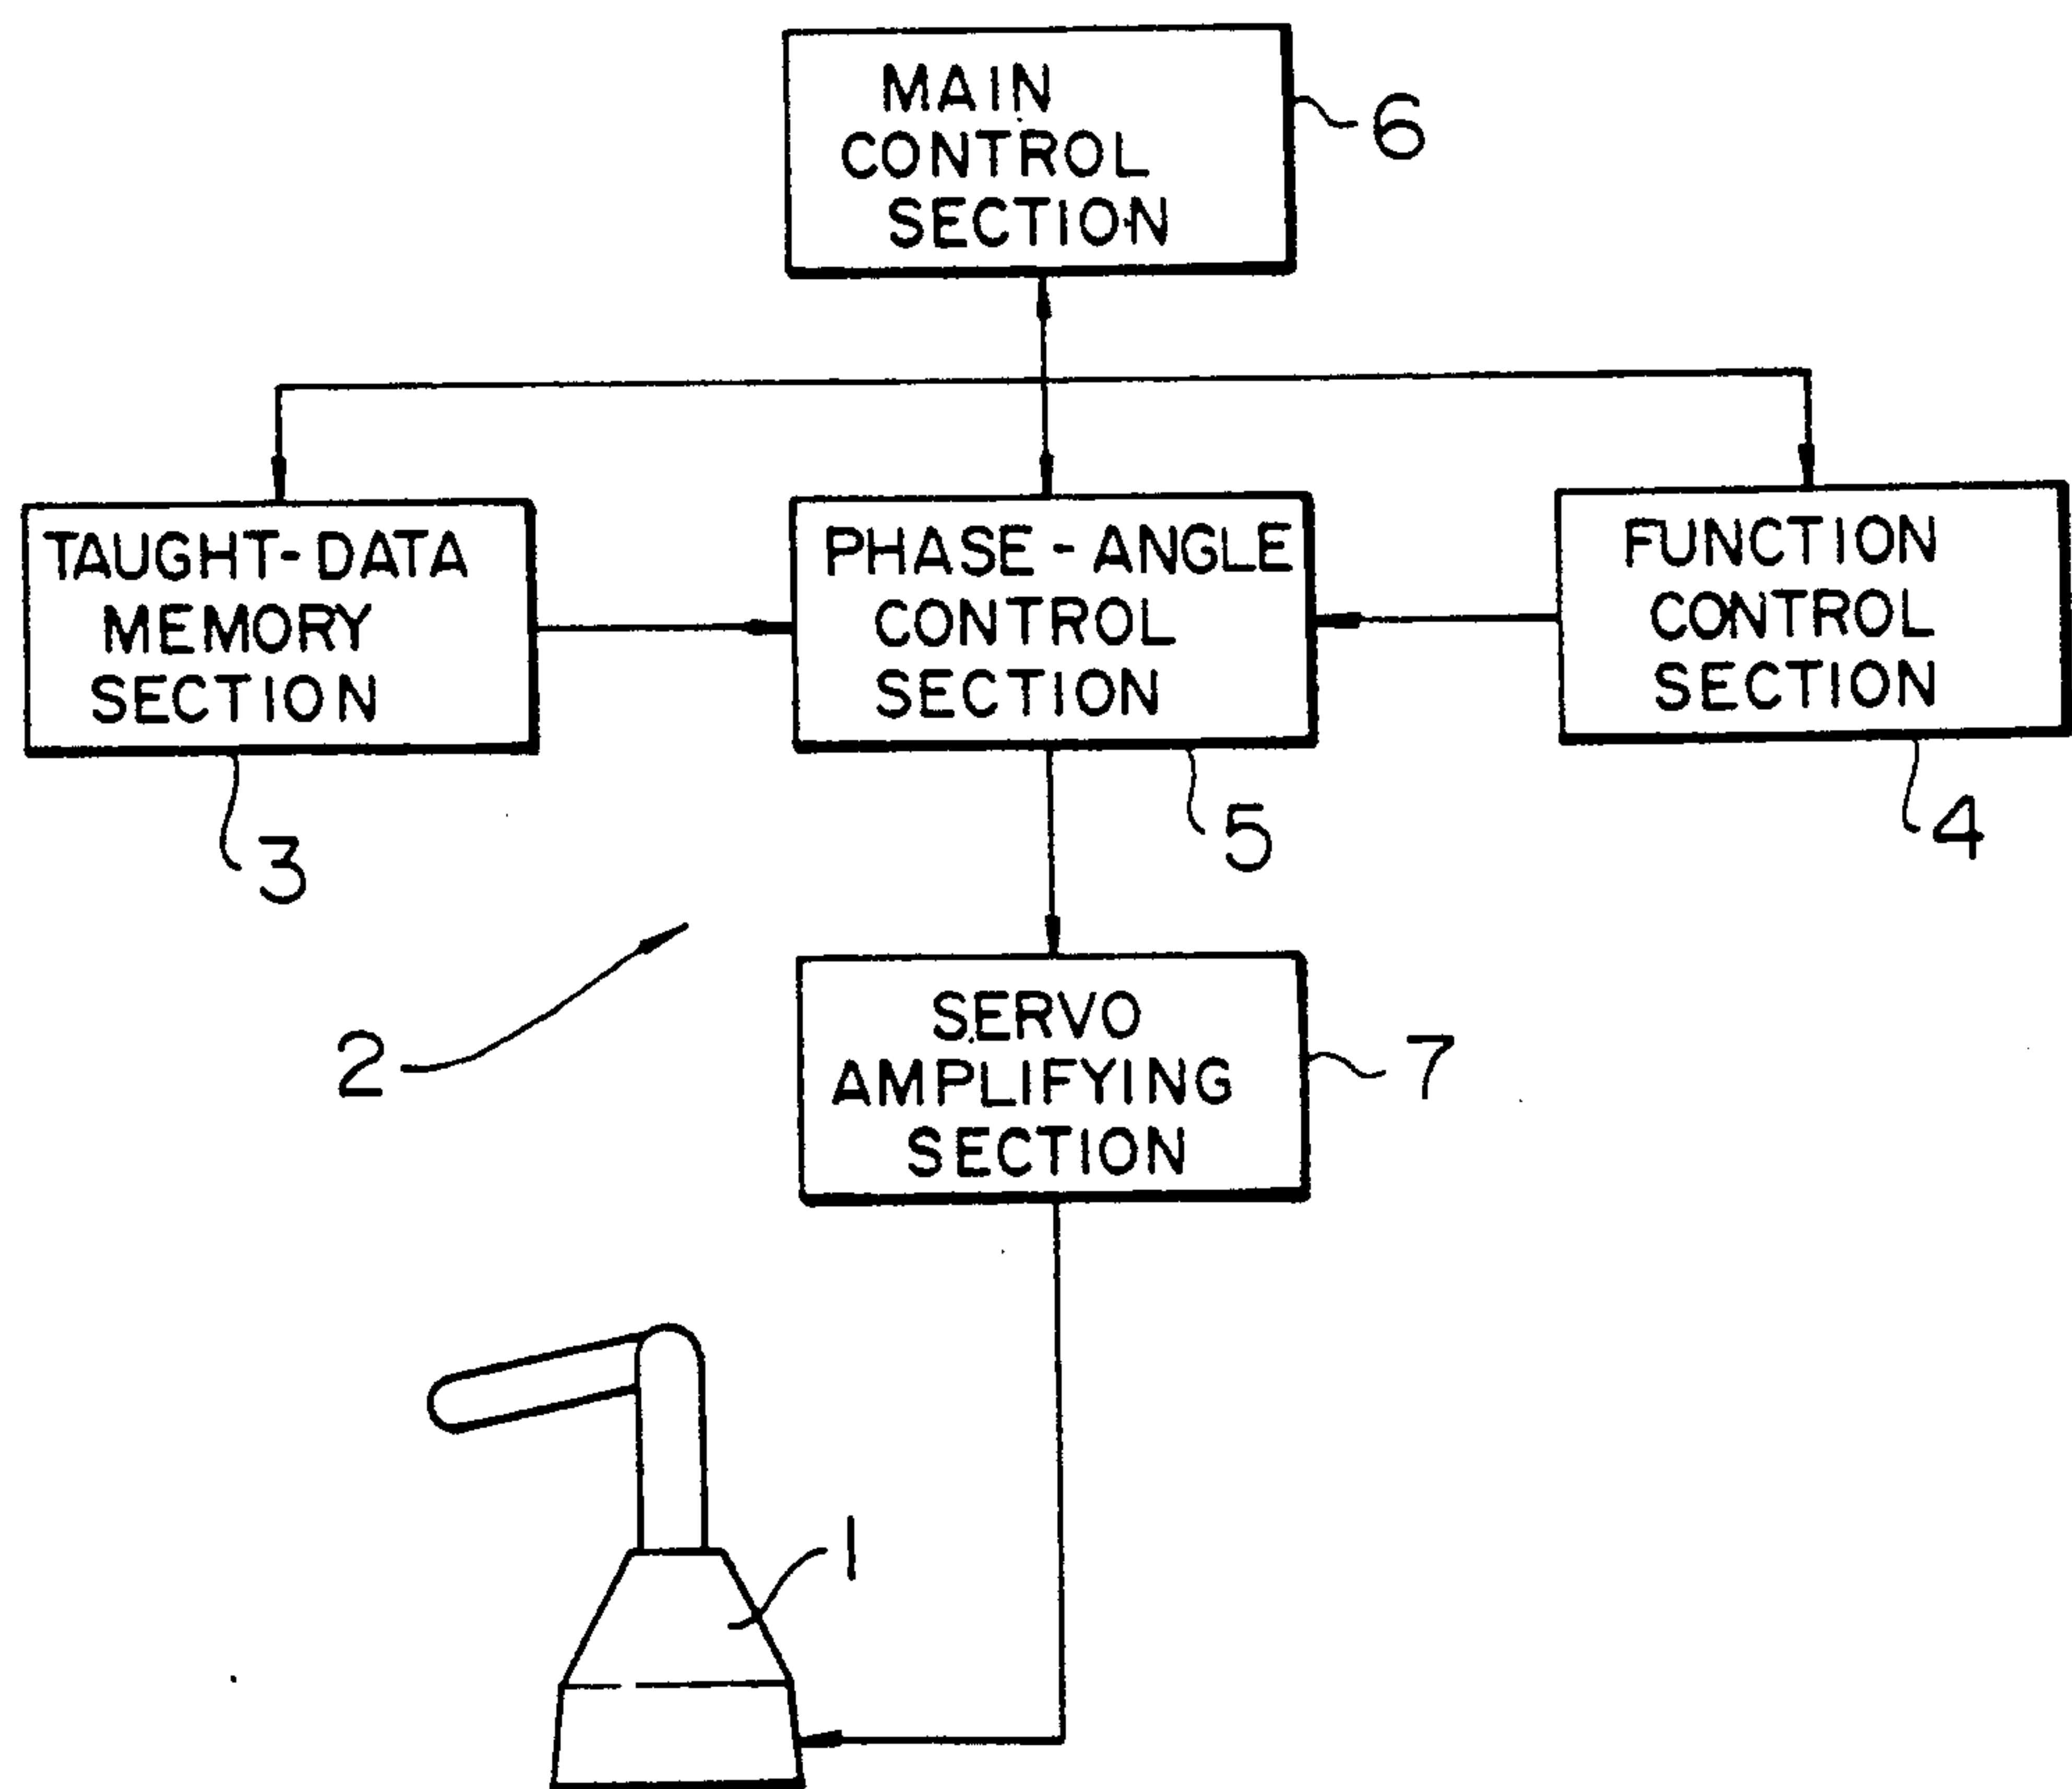 MAIN
CONTROL
SECTION
6
TAUGHT-DATA
MEMORY
SECTION
3
PHASE-ANGLE
CONTROL
SECTION
5
FUNCTION
CONTROL
SECTION
4
2
SERVO
AMPLIFYING
SECTION
7
1